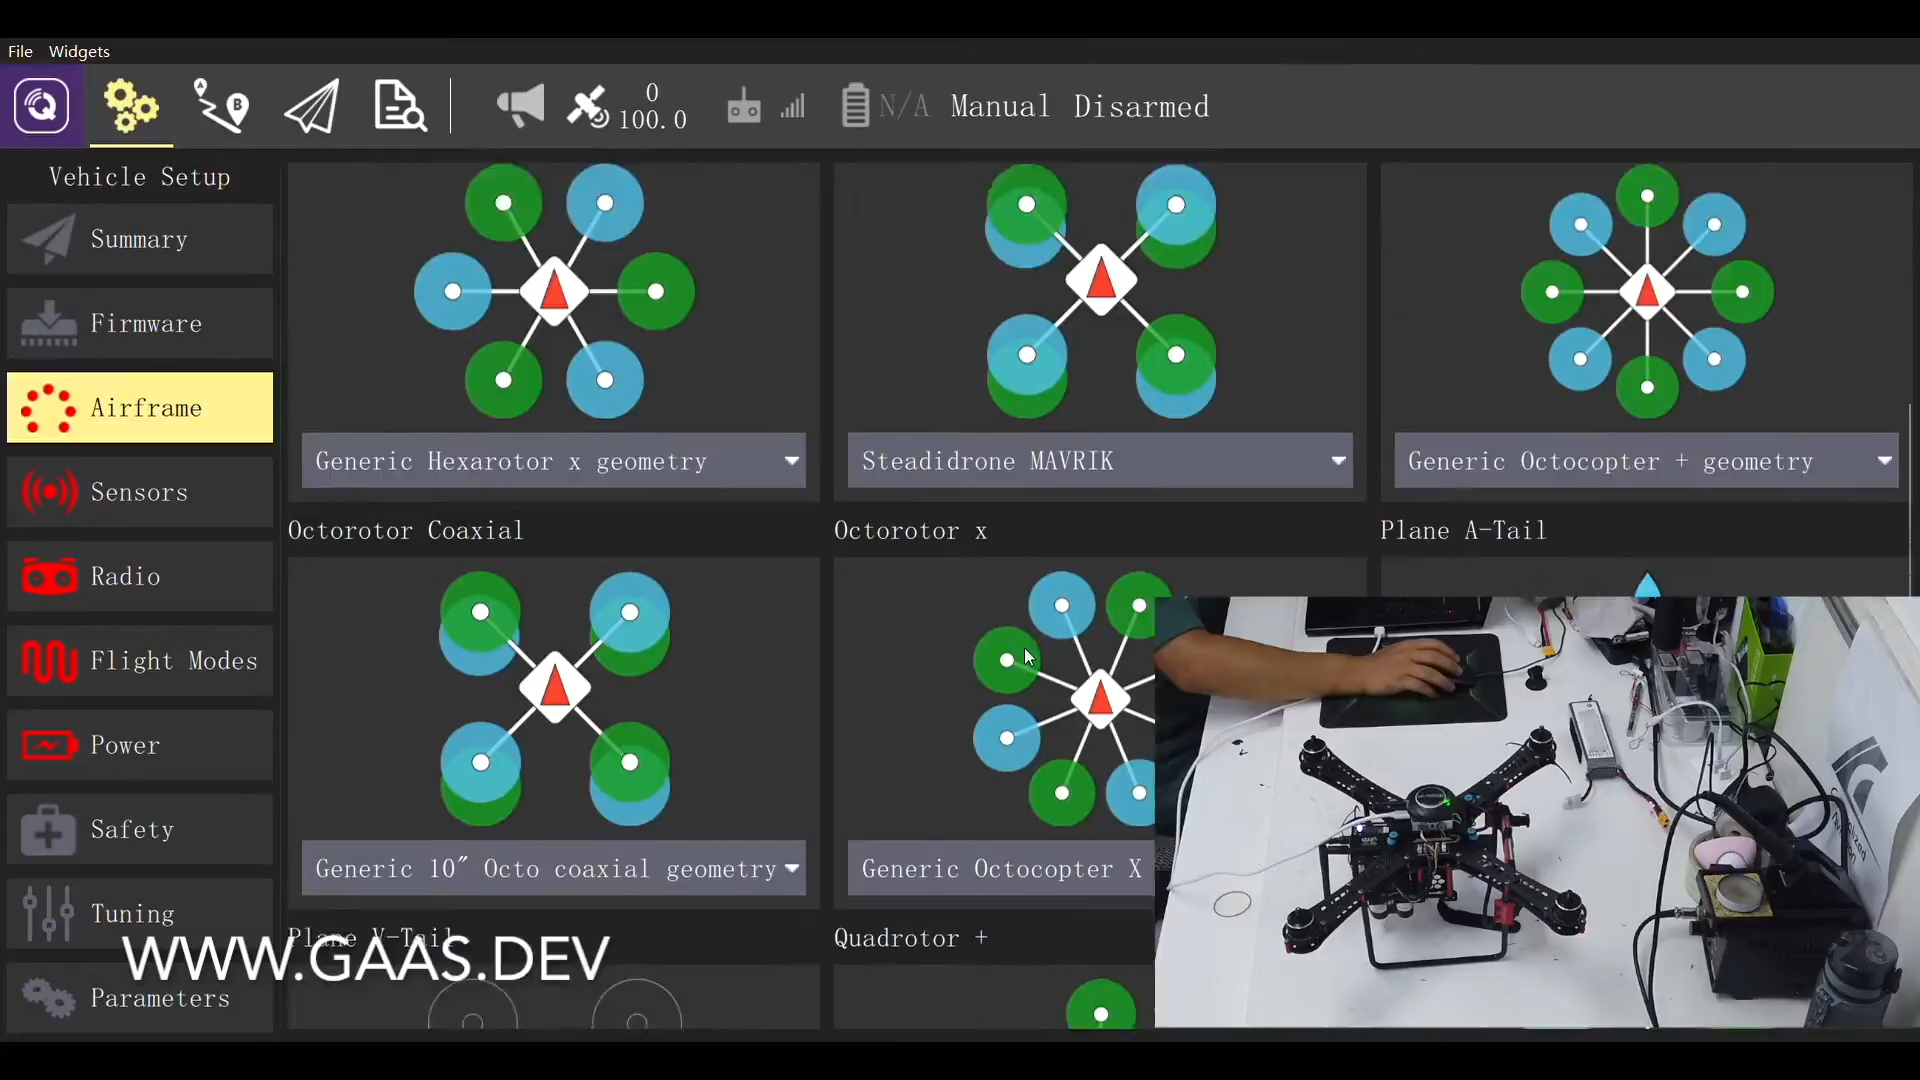 File Widgets
0
100.0
N/A Manual Disarmed
Vehicle Setup
Summary
Firmware
Airframe
Sensors
Radio
Flight Modes
Power
Safety
Tuning
Parameters
Generic Hexarotor x geometry
Steadidrone MAVRIK
Generic Octocopter + geometry
Octorotor Coaxial
Octorotor x
Plane A-Tail
Generic 10″ Octo coaxial geometry
Generic Octocopter X
Plane V-Tail
Quadrotor +
WWW.GAAS.DEV